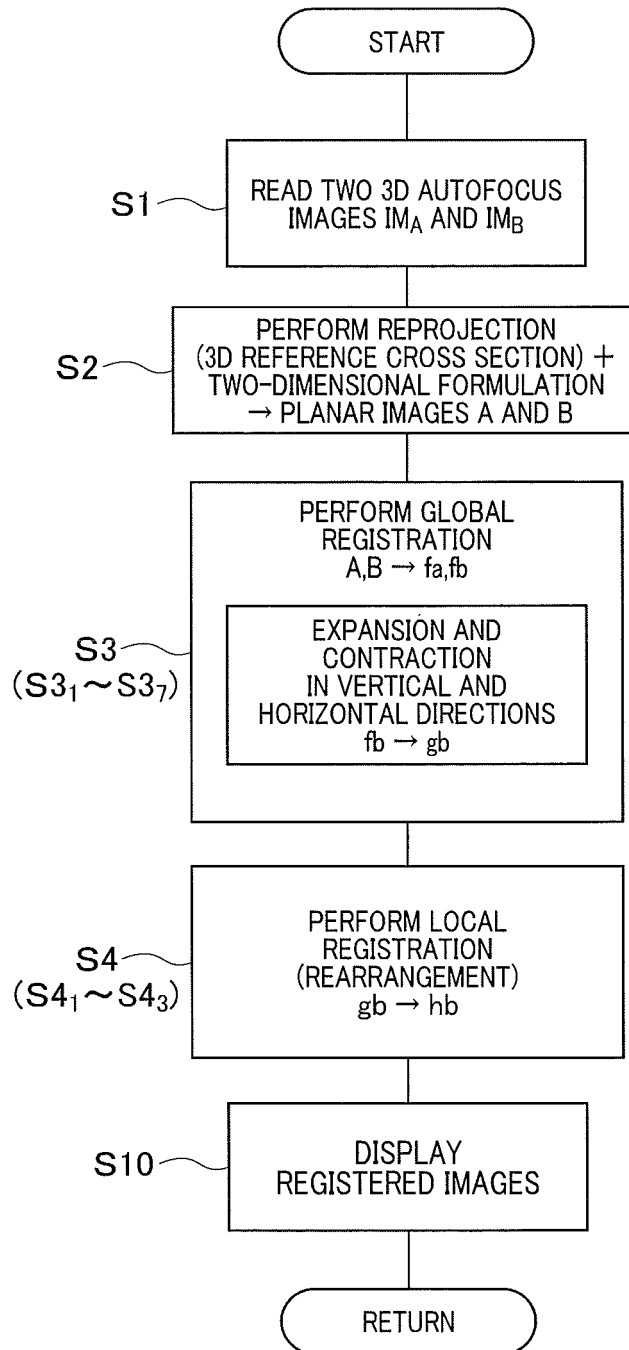 START
S1
READ TWO 3D AUTOFOCUS
IMAGES IMA AND IMB
S2
PERFORM REPROJECTION
(3D REFERENCE CROSS SECTION) +
TWO-DIMENSIONAL FORMULATION
→ PLANAR IMAGES A AND B
S3
(S3₁～S3₇)
PERFORM GLOBAL
REGISTRATION
A,B → fa,fb
EXPANSION AND
CONTRACTION
IN VERTICAL AND
HORIZONTAL DIRECTIONS
fb → gb
S4
(S4₁～S4₃)
PERFORM LOCAL
REGISTRATION
(REARRANGEMENT)
gb → hb
S10
DISPLAY
REGISTERED IMAGES
RETURN